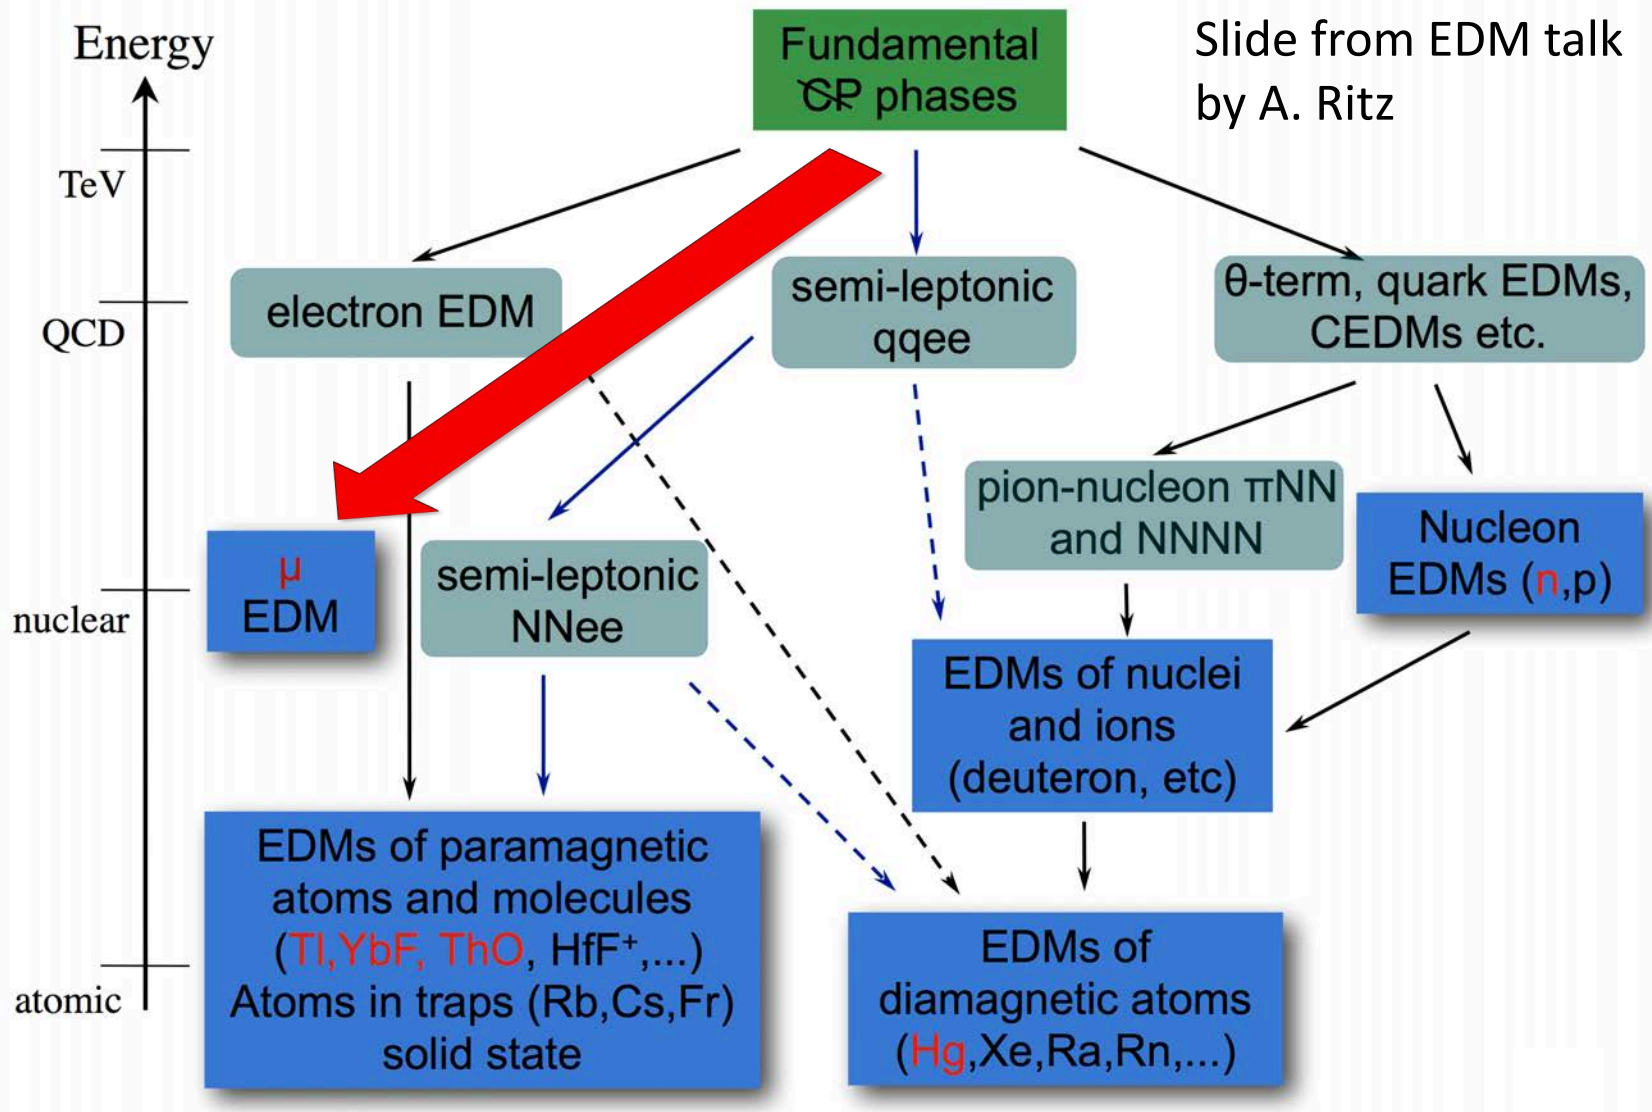 Energy
Fundamental
CP phases
Slide from EDM talk
by A. Ritz
TeV
electron EDM
semi-leptonic
qqee
θ-term, quark EDMs,
CEDMs etc.
QCD
pion-nucleon πNN
and NNNN
Nucleon
EDMs (n,p)
μ
EDM
semi-leptonic
NNee
nuclear
EDMs of nuclei
and ions
(deuteron, etc)
EDMs of paramagnetic
atoms and molecules
(Tl,YbF, ThO, HfF⁺,...)
Atoms in traps (Rb,Cs,Fr)
solid state
EDMs of
diamagnetic atoms
(Hg,Xe,Ra,Rn,...)
atomic